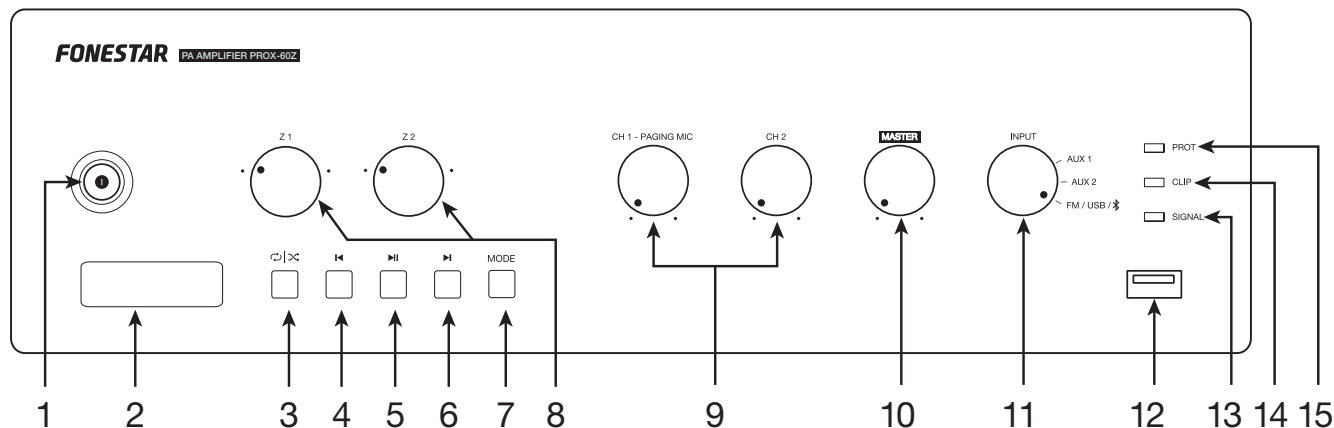 FONESTAR PA AMPLIFIER PROX-60Z
Z 1 Z 2 CH 1 - PAGING MIC CH 2 MASTER INPUT
AUX 1
AUX 2
FM / USB /
PROT
CLIP
SIGNAL
MODE
1 2 3 4 5 6 7 8 9 10 11 12 13 14 15